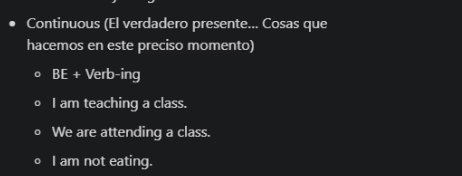 • Continuous (El verdadero presente... Cosas que
hacemos en este preciso momento)
○ BE + Verb-ing
○ I am teaching a class.
○ We are attending a class.
○ I am not eating.